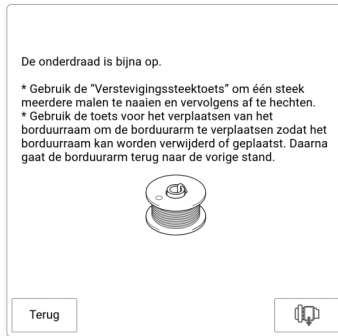 De onderdraad is bijna op.
* Gebruik de “Verstevigingssteektoets” om één steek
meerdere malen te naaien en vervolgens af te hechten.
* Gebruik de toets voor het verplaatsen van het
borduurraam om de borduurarm te verplaatsen zodat het
borduurraam kan worden verwijderd of geplaatst. Daarna
gaat de borduurarm terug naar de vorige stand.
Terug